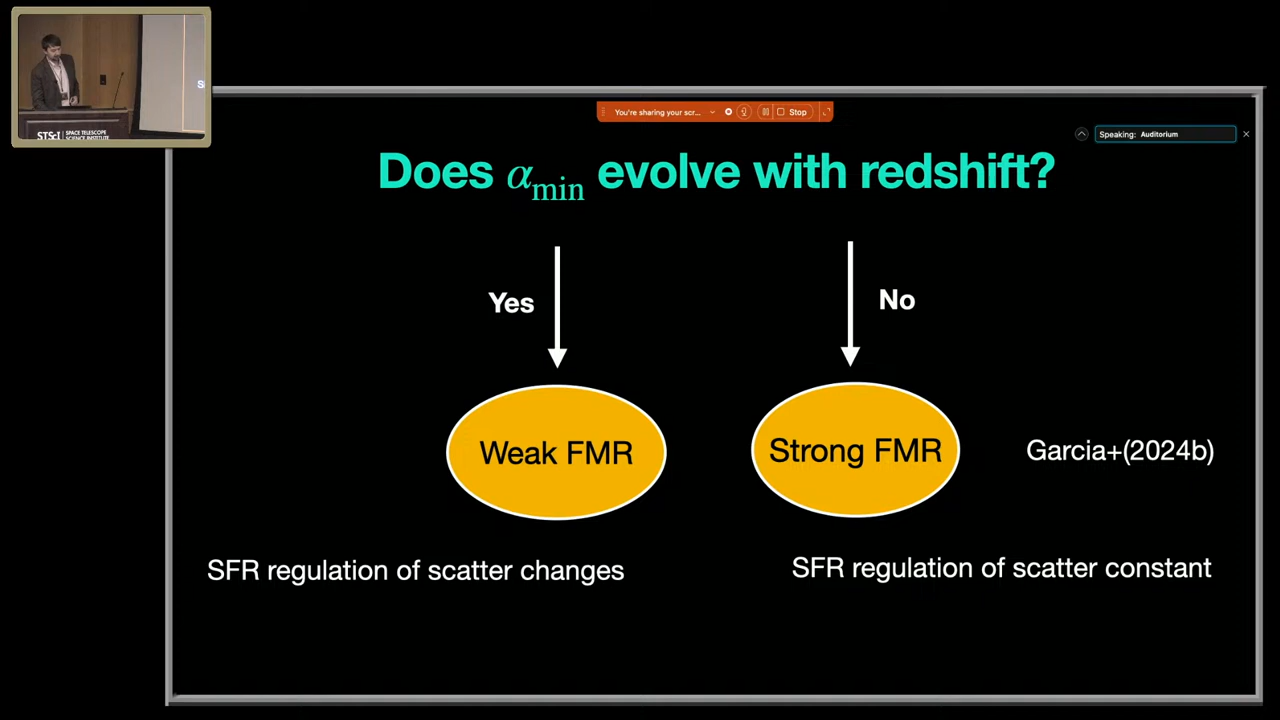 STScI | SPACE TELESCOPE
SCIENCE INSTITUTE
You're sharing your scr...
Stop
Speaking: Auditorium
Does αmin evolve with redshift?
Yes
No
Weak FMR
Strong FMR
Garcia+(2024b)
SFR regulation of scatter changes
SFR regulation of scatter constant